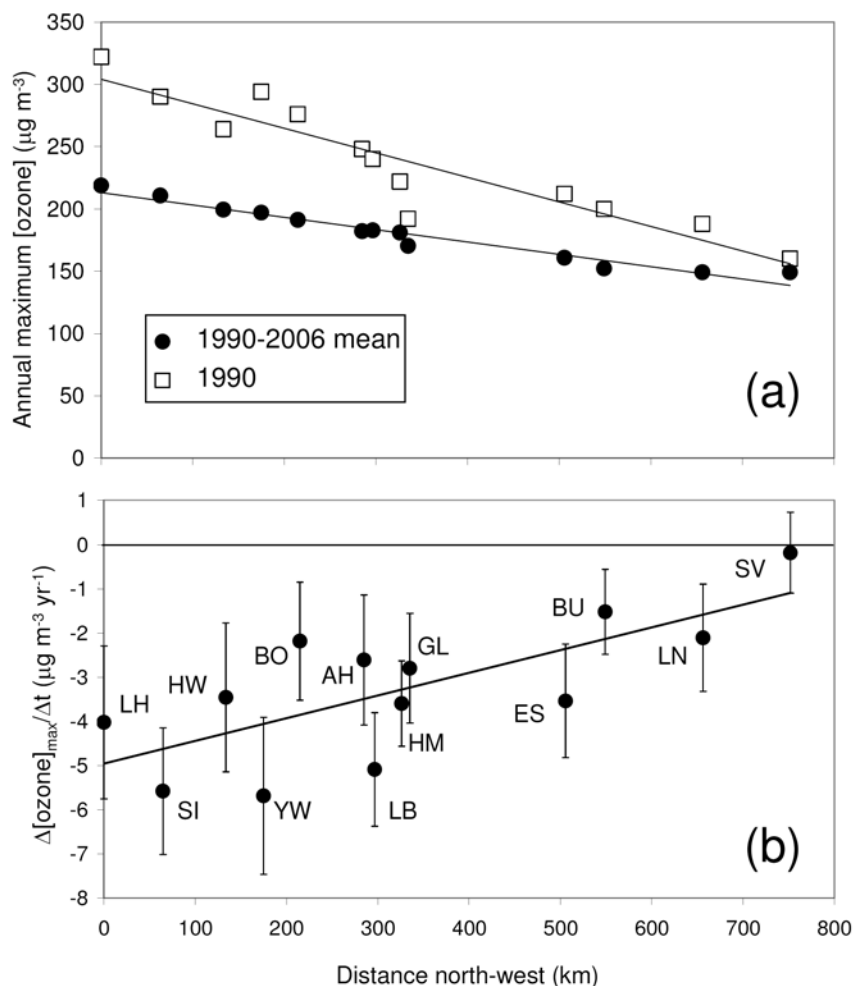 350
300
250
200
150
100
50
0
Annual maximum [ozone] (µg m-3)
1990-2006 mean
1990
(a)
1
0
-1
-2
-3
-4
-5
-6
-7
-8
Δ[ozone]max/Δt (µg m-3 yr-1)
LH
SI
HW
YW
BO
AH
LB
HM
GL
ES
BU
LN
SV
(b)
0 100 200 300 400 500 600 700 800
Distance north-west (km)